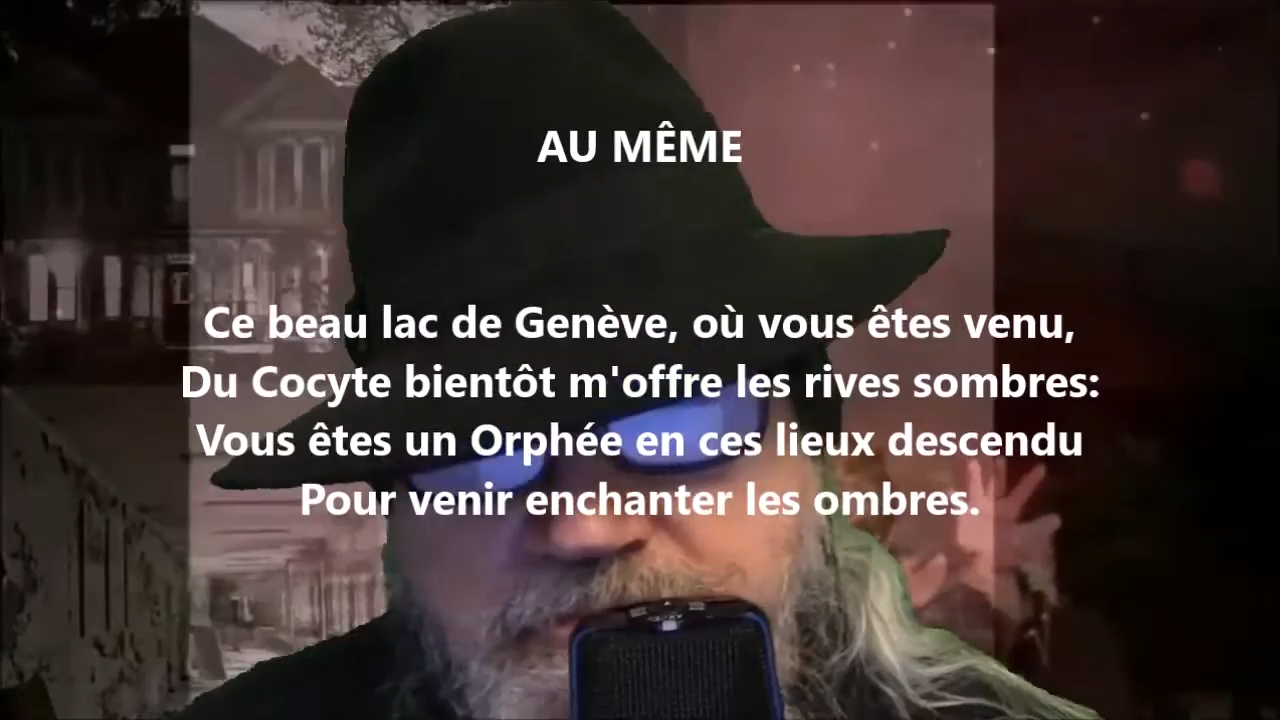 AU MÊME
Ce beau lac de Genève, où vous êtes venu,
Du Cocyte bientôt m'offre les rives sombres:
Vous êtes un Orphée en ces lieux descendu
Pour venir enchanter les ombres.